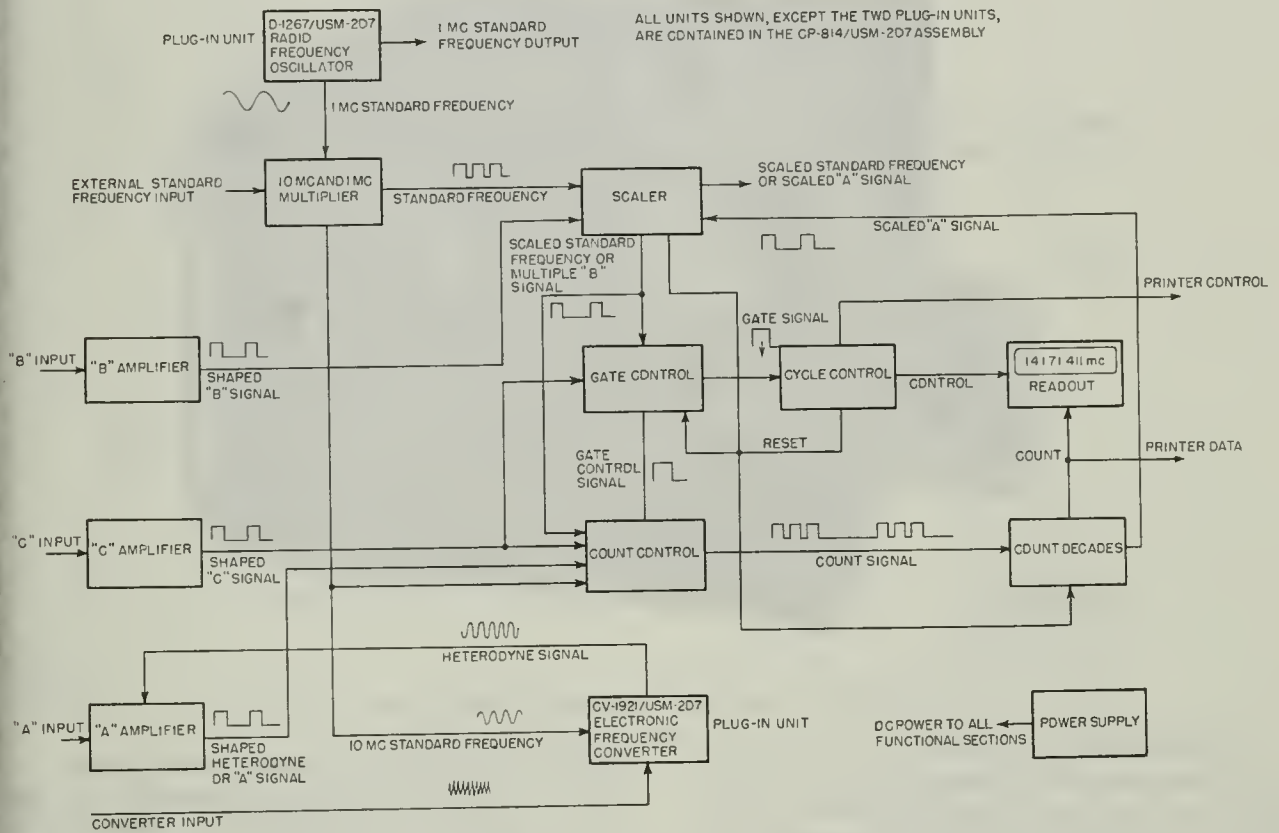 PLUG-IN UNIT
O-1267/USM-207
RADIO
FREQUENCY
OSCILLATOR
1 MC STANDARD
FREQUENCY OUTPUT
ALL UNITS SHOWN, EXCEPT THE TWO PLUG-IN UNITS,
ARE CONTAINED IN THE CP-814/USM-207 ASSEMBLY
1 MC STANDARD FREQUENCY
EXTERNAL STANDARD
FREQUENCY INPUT
10 MC AND 1 MC
MULTIPLIER
STANDARD FREQUENCY
SCALER
SCALED STANDARD FREQUENCY
OR SCALED "A" SIGNAL
SCALED "A" SIGNAL
SCALED STANDARD
FREQUENCY OR
MULTIPLE "B"
SIGNAL
PRINTER CONTROL
GATE SIGNAL
"B" INPUT
"B" AMPLIFIER
SHAPED
"B" SIGNAL
GATE CONTROL
CYCLE CONTROL
CONTROL
14171411 mc
READOUT
RESET
GATE
CONTROL
SIGNAL
COUNT
PRINTER DATA
"C" INPUT
"C" AMPLIFIER
SHAPED
"C" SIGNAL
COUNT CONTROL
COUNT SIGNAL
COUNT DECADES
HETERODYNE SIGNAL
"A" INPUT
"A" AMPLIFIER
SHAPED
HETERODYNE
OR "A" SIGNAL
10 MC STANDARD FREQUENCY
CV-1921/USM-207
ELECTRONIC
FREQUENCY
CONVERTER
PLUG-IN UNIT
DC POWER TO ALL
FUNCTIONAL SECTIONS
POWER SUPPLY
CONVERTER INPUT